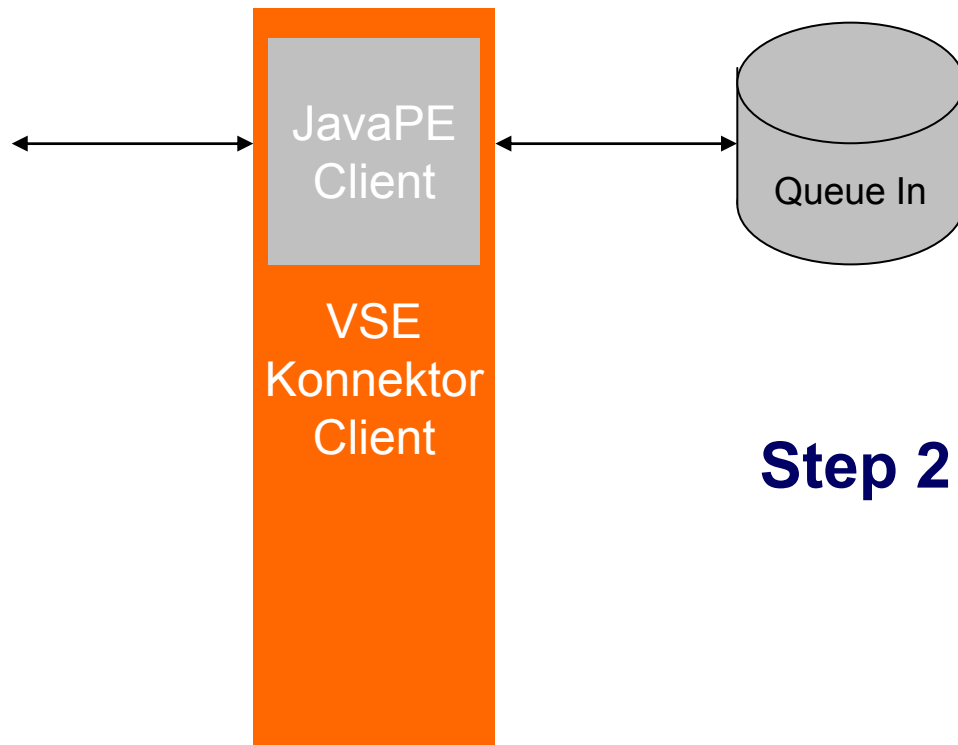 JavaPE
Client
Queue In
VSE
Konnektor
Client
Step 2